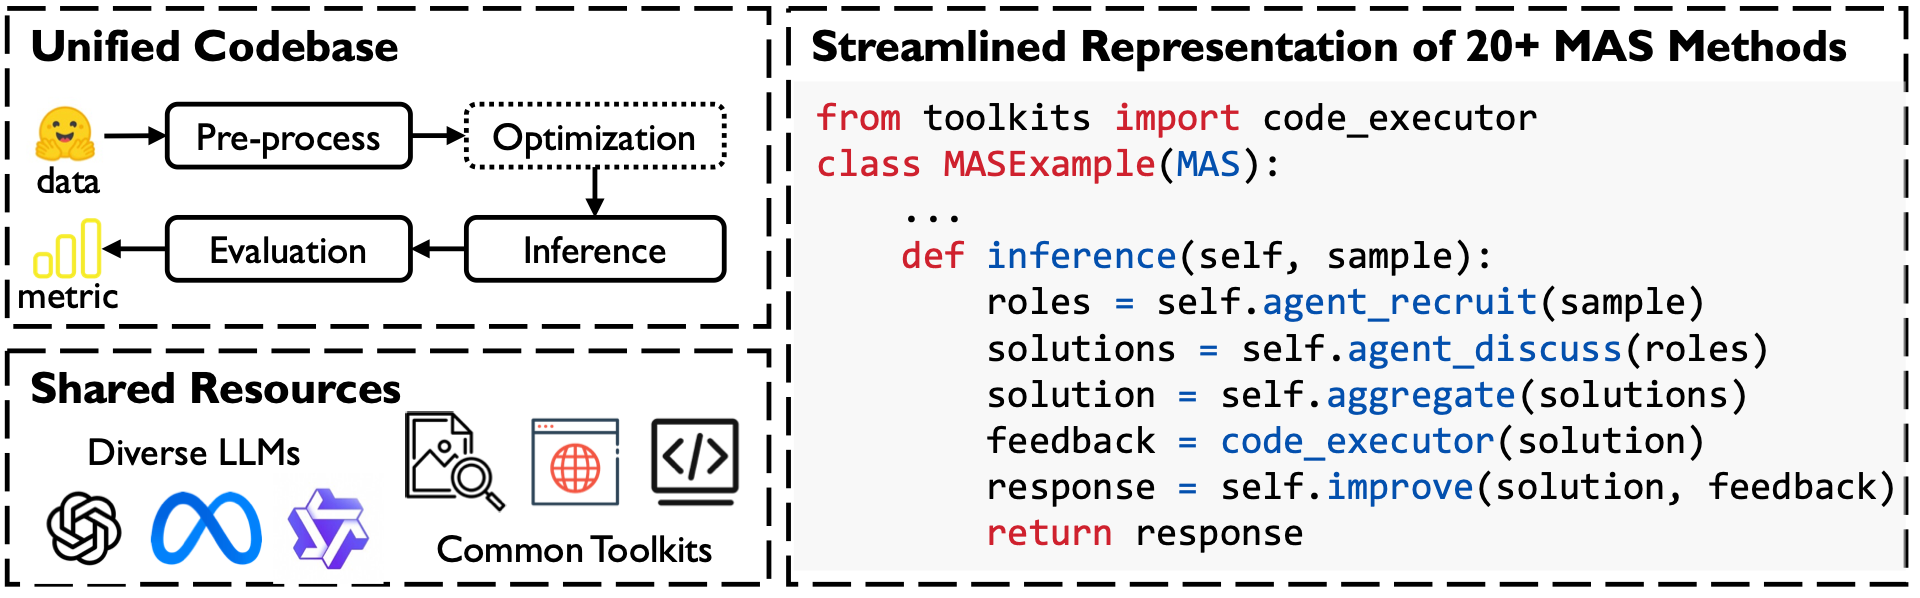 Unified Codebase
data
Pre-process
Optimization
metric
Evaluation
Inference
Shared Resources
Diverse LLMs
</>
Common Toolkits
Streamlined Representation of 20+ MAS Methods
from toolkits import code_executor
class MASExample(MAS):
    ...
    def inference(self, sample):
        roles = self.agent_recruit(sample)
        solutions = self.agent_discuss(roles)
        solution = self.aggregate(solutions)
        feedback = code_executor(solution)
        response = self.improve(solution, feedback)
        return response